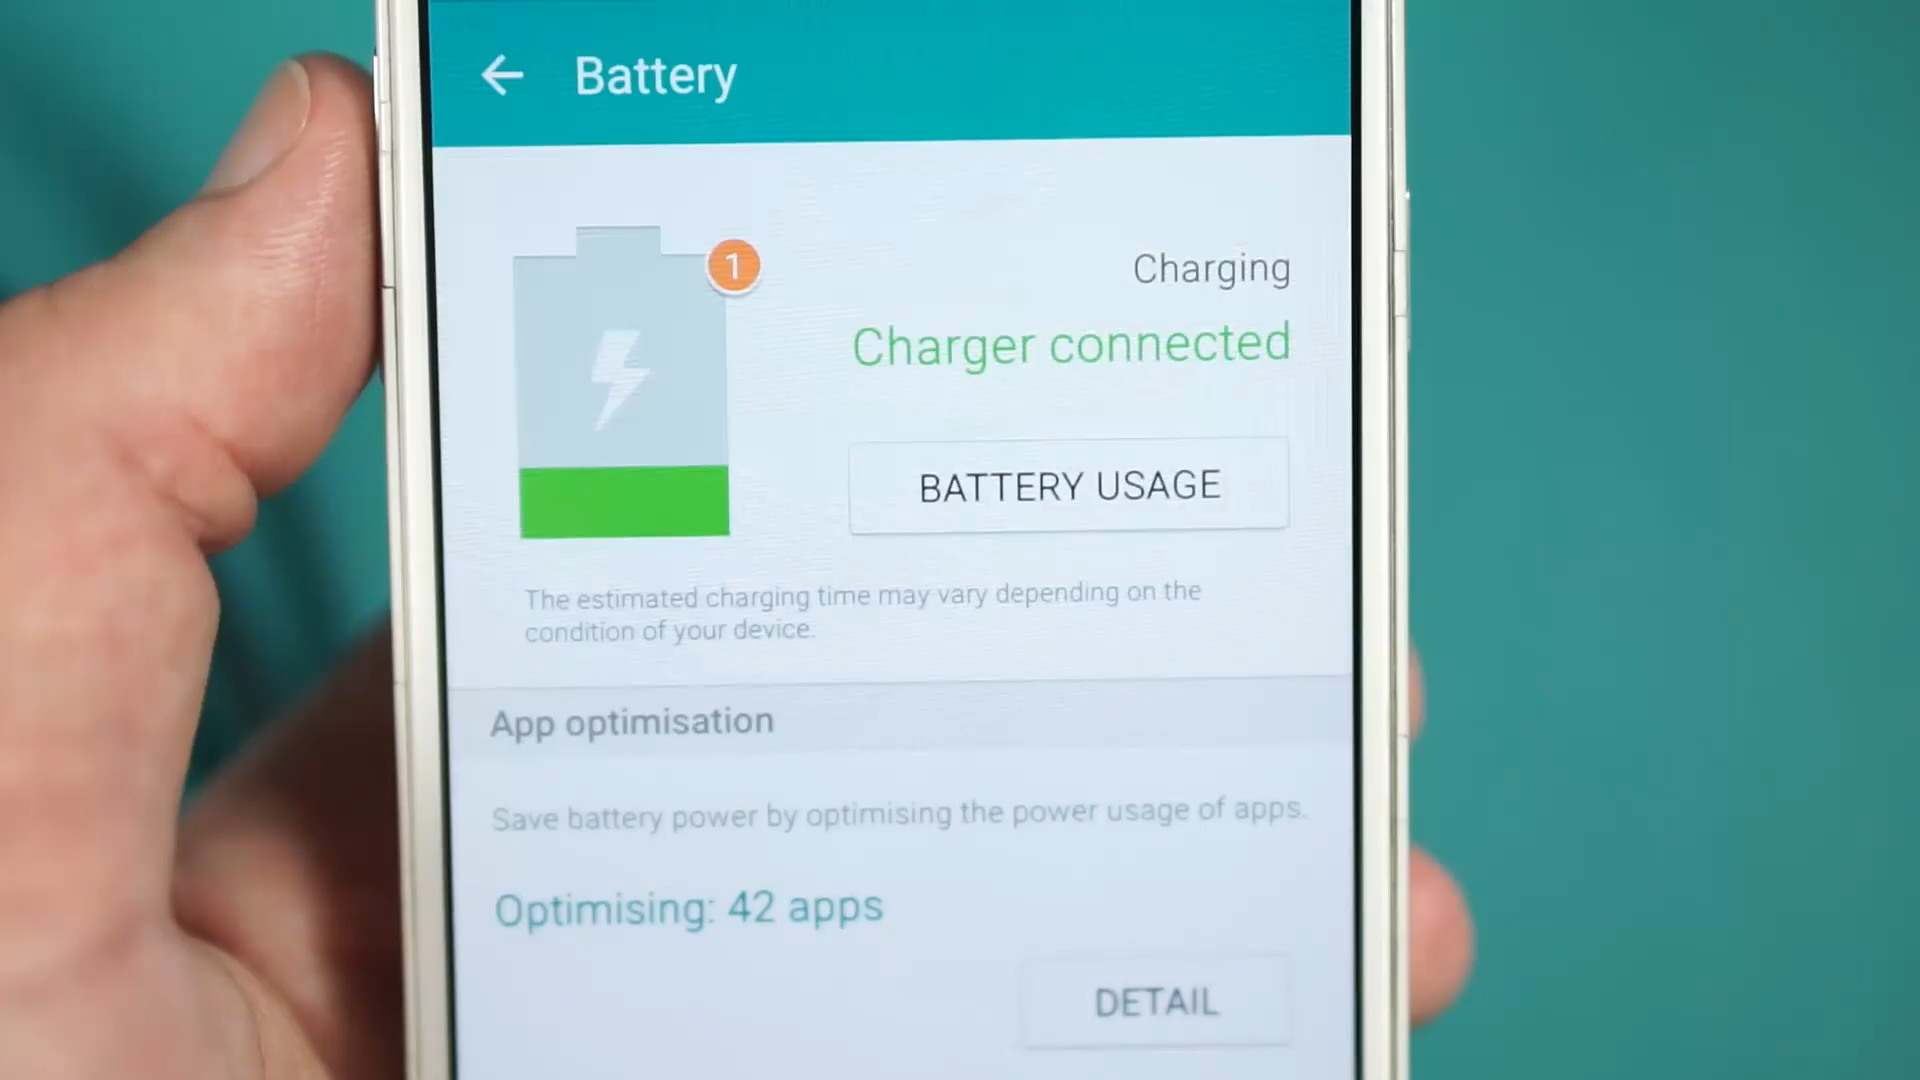 Battery
1
Charging
Charger connected
BATTERY USAGE
The estimated charging time may vary depending on the
condition of your device.
App optimisation
Save battery power by optimising the power usage of apps.
Optimising: 42 apps
DETAIL